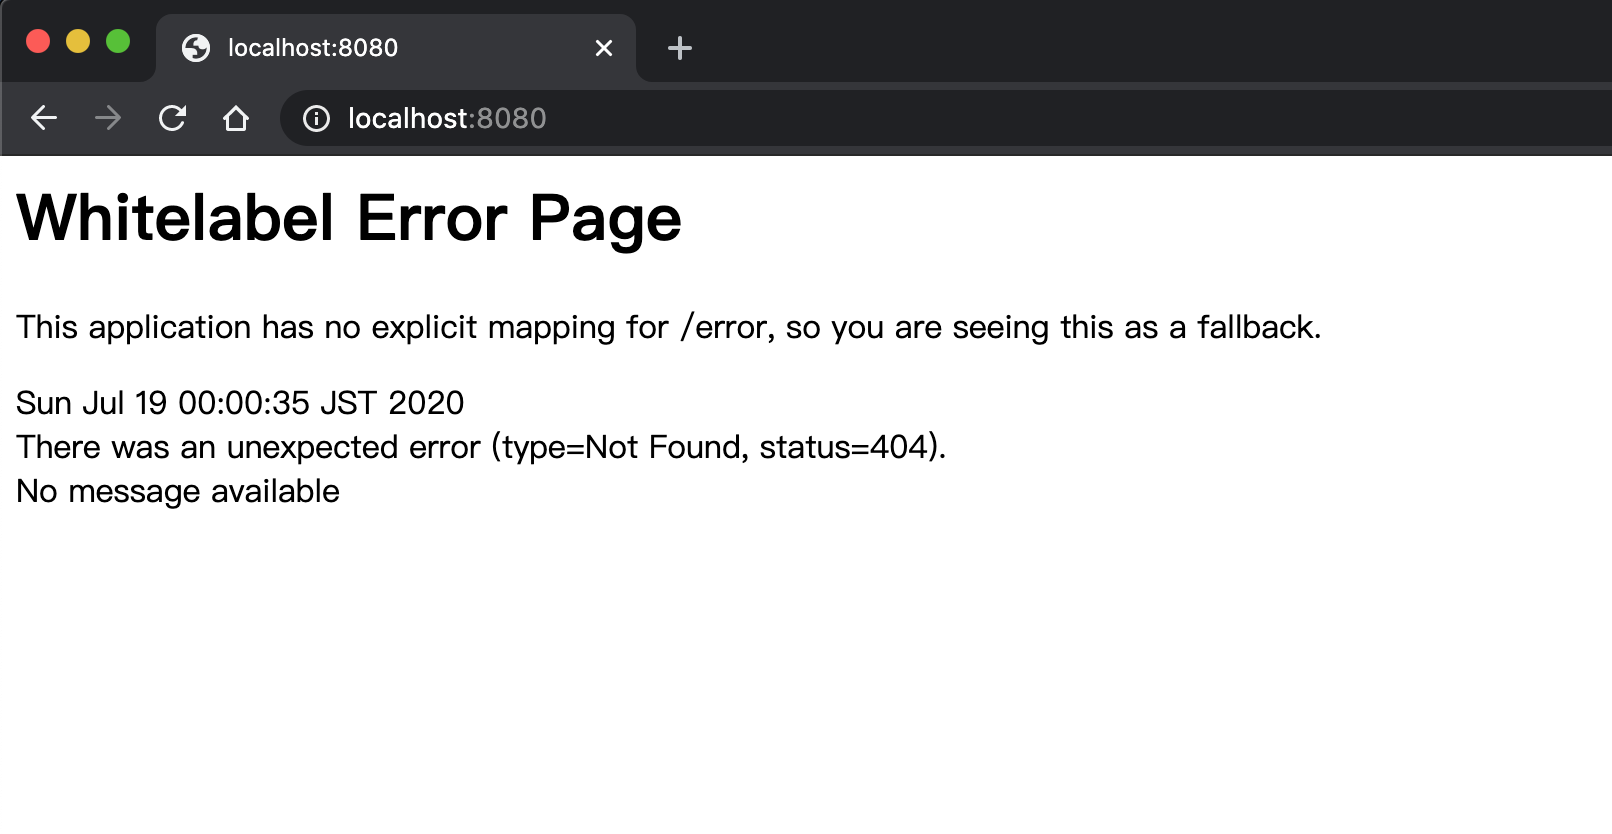 localhost:8080
localhost:8080
Whitelabel Error Page
This application has no explicit mapping for /error, so you are seeing this as a fallback.
Sun Jul 19 00:00:35 JST 2020
There was an unexpected error (type=Not Found, status=404).
No message available